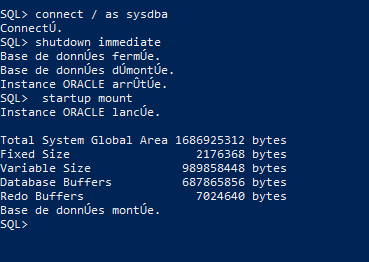 SQL> connect / as sysdba
ConnectÚ.
SQL> shutdown immediate
Base de donnÚes fermÚe.
Base de donnÚes dÚmontÚe.
Instance ORACLE arrÛtÚe.
SQL>  startup mount
Instance ORACLE lancÚe.
Total System Global Area 1686925312 bytes
Fixed Size                  2176368 bytes
Variable Size             989858448 bytes
Database Buffers          687865856 bytes
Redo Buffers                7024640 bytes
Base de donnÚes montÚe.
SQL>